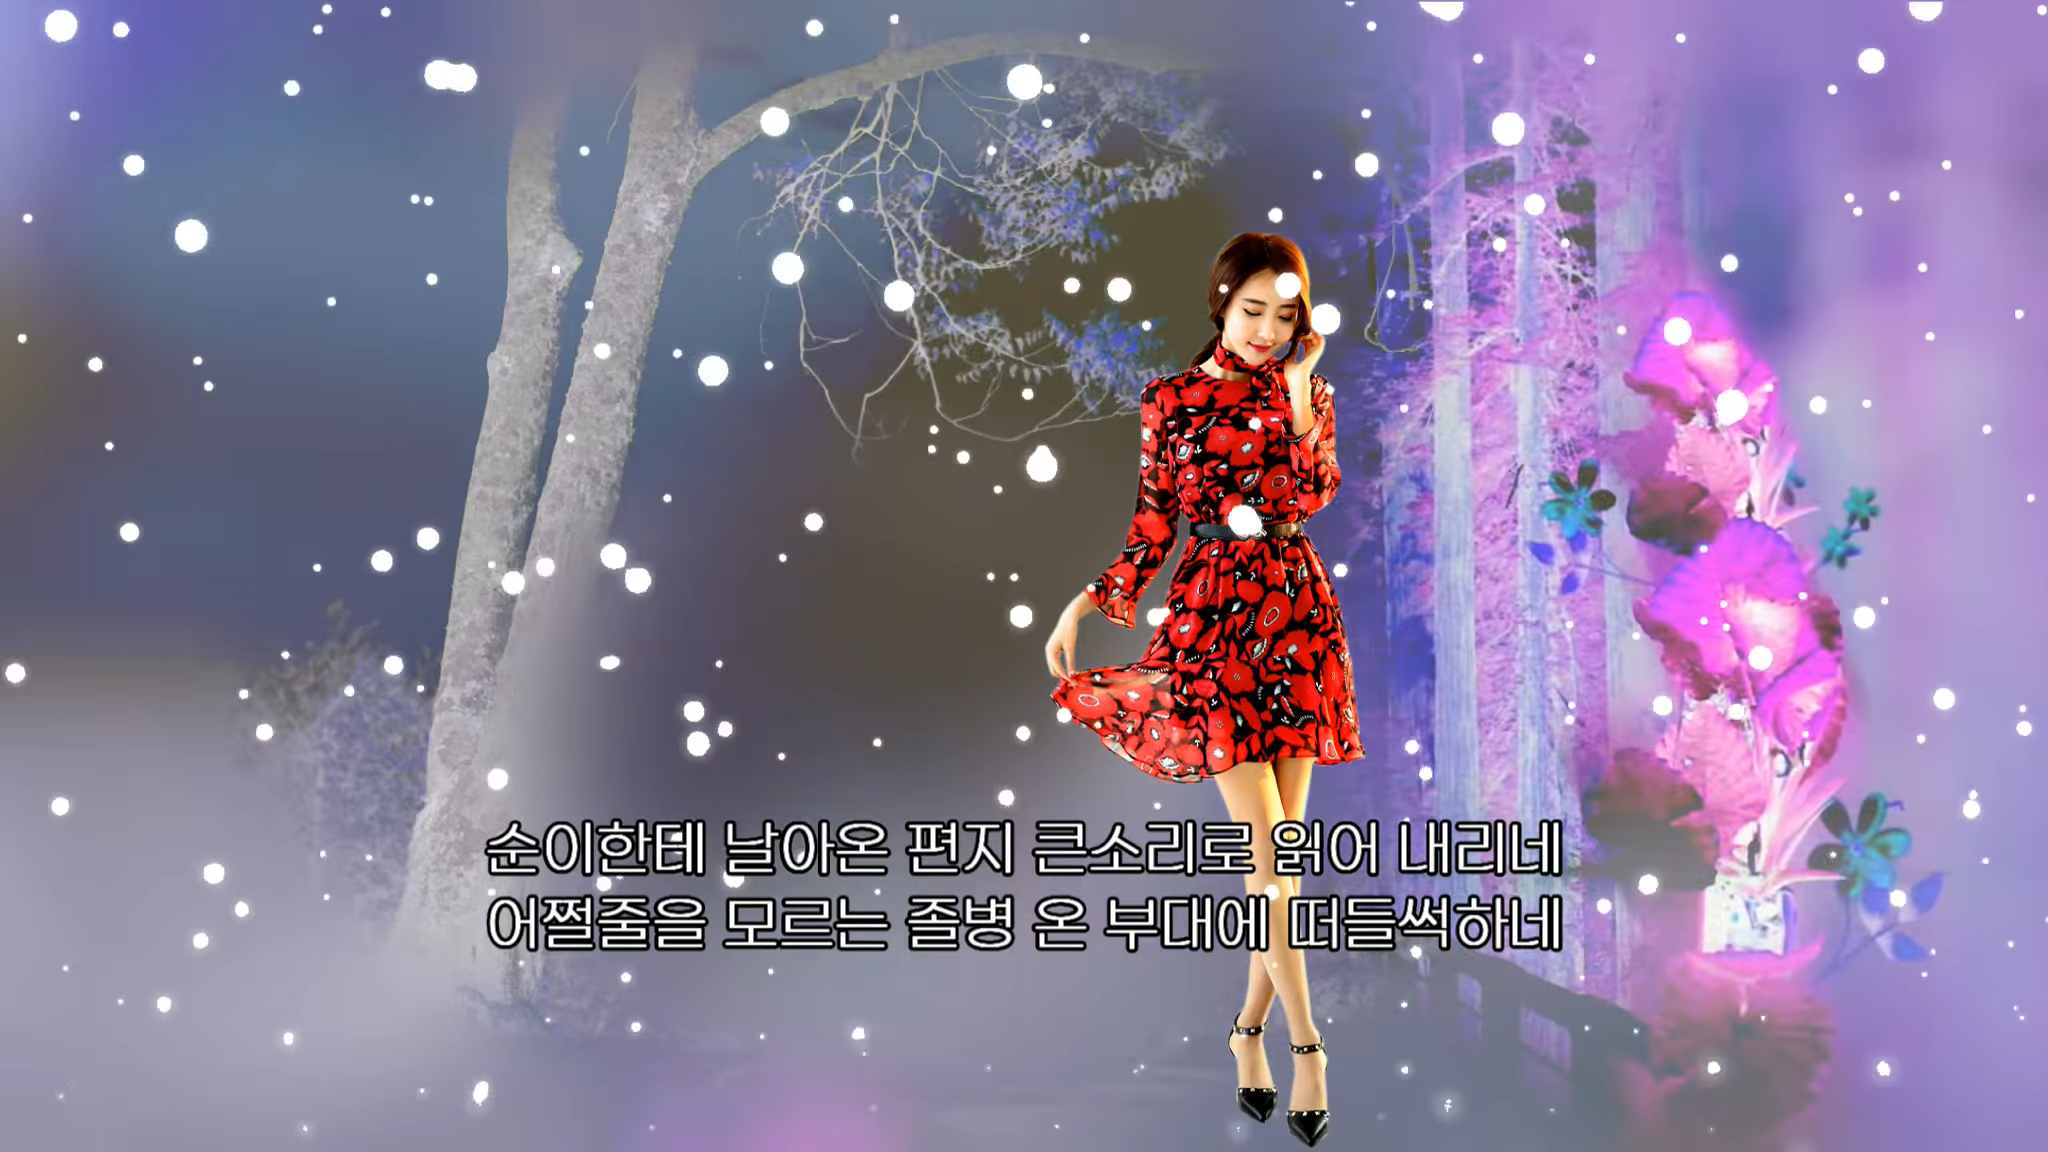 순이한테 날아온 편지 큰소리로 읽어 내리네
어쩔줄을 모르는 졸병 온 부대에 떠들썩하네